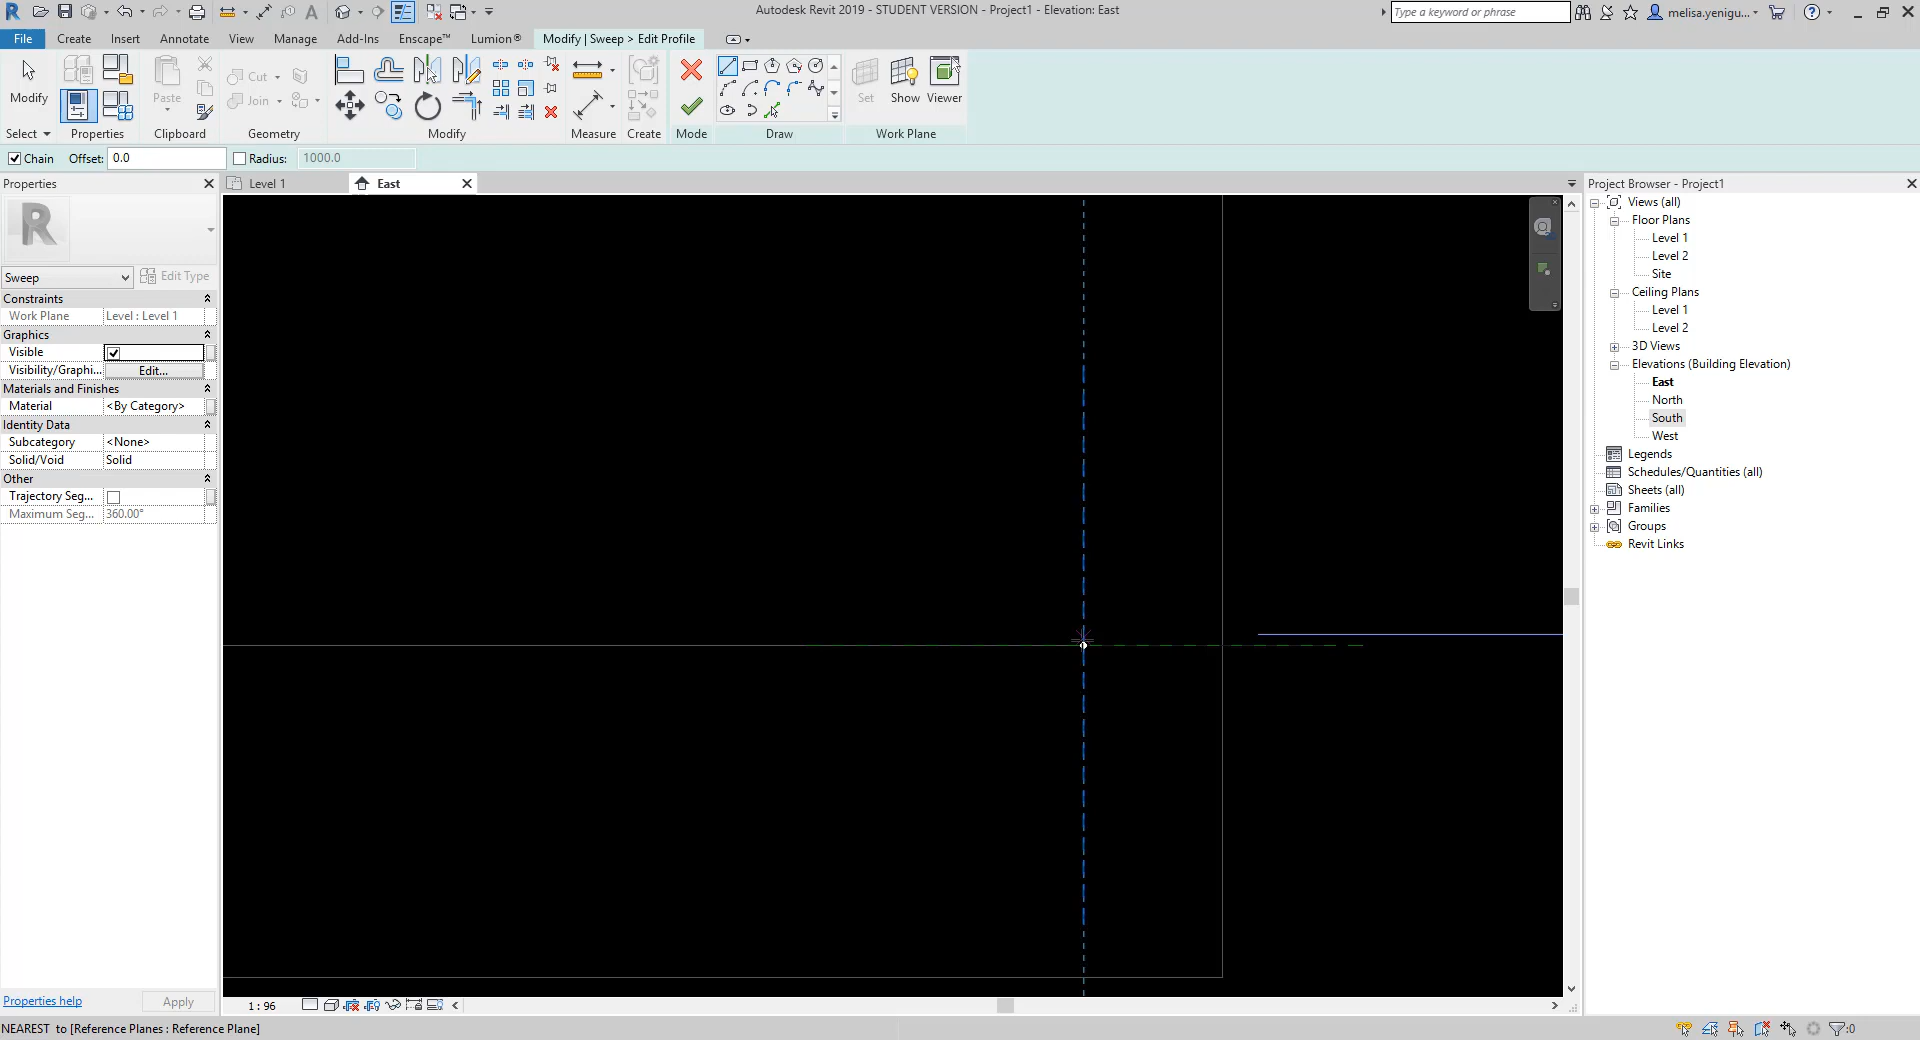 Autodesk Revit 2019 - STUDENT VERSION - Project1 - Elevation: East
Type a keyword or phrase
melisa.yenigu...
File Create Insert Annotate View Manage Add-Ins Enscape™ Lumion® Modify | Sweep > Edit Profile
Modify Paste Cut Join Set Show Viewer
Select Properties Clipboard Geometry Modify Measure Create Mode Draw Work Plane
Chain Offset: 0.0 Radius: 1000.0
Properties
Level 1
East
Project Browser - Project1
Sweep Edit Type
Constraints
Work Plane Level : Level 1
Graphics
Visible
Visibility/Graphi... Edit...
Materials and Finishes
Material <By Category>
Identity Data
Subcategory <None>
Solid/Void Solid
Other
Trajectory Seg...
Maximum Seg... 360.00°
Views (all)
Floor Plans
Level 1
Level 2
Site
Ceiling Plans
Level 1
Level 2
3D Views
Elevations (Building Elevation)
East
North
South
West
Legends
Schedules/Quantities (all)
Sheets (all)
Families
Groups
Revit Links
Properties help Apply
1 : 96
NEAREST to [Reference Planes : Reference Plane]
:0